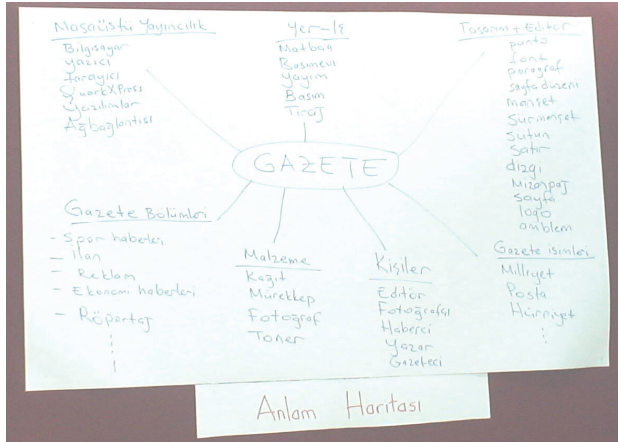 Masaüstü Yayıncılık
Bilgisayar
yazıcı
Tarayıcı
QuarkXPress
Yazılımlar
Ağbağlantısı
Yer-İş
Matbaa
Basımevi
Yayım
Basım
Tiraj
Tasarım + Editör
punto
font
paragraf
sayfa düzeni
manşet
sürmanşet
sütun
satır
dizgi
Mizanpaj
sayfa
logo
amblem
GAZETE
Gazete Bölümleri
- Spor haberleri
- İlan
- Reklam
- Ekonomi haberleri
- Röportaj
Malzeme
Kağıt
Mürekkep
Fotoğraf
Toner
Kişiler
Editör
Fotoğrafçı
Haberci
Yazar
Gazeteci
Gazete isimleri
Milliyet
Posta
Hürriyet
Anlam Haritası